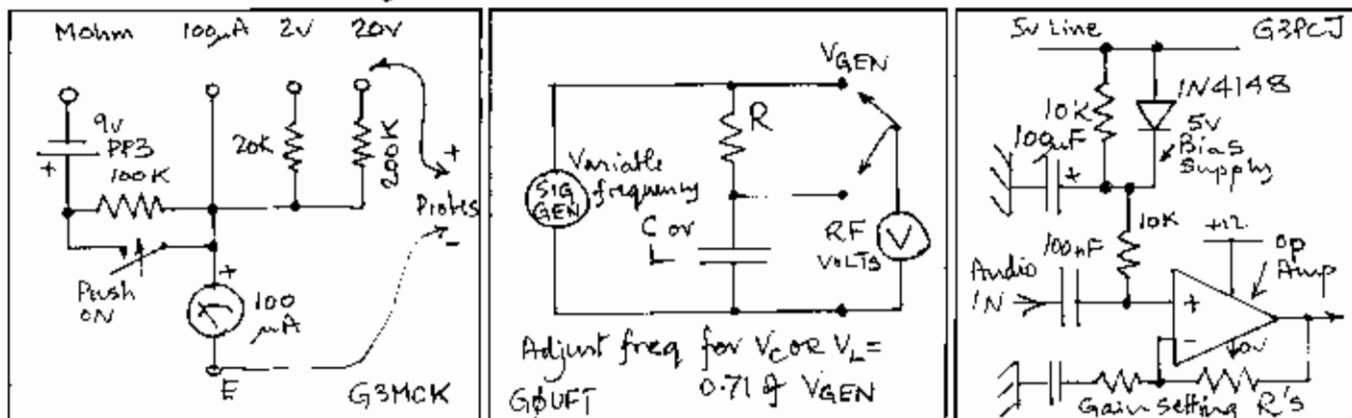 Mohm 100µA 2V 20V
9V
PP3
+
100K
20K
200K
+
Probes
-
Push
ON
+
100
µA
E
G3MCK
VGEN
R
Variable
frequency
SIG
GEN
C or
L
RF
VOLTS
V
Adjust freq for VC OR VL =
0.71 of VGEN
GØUFT
5V Line G3PCJ
10K
1N4148
100µF
+
5V
Bias
Supply
10K
+12
100nF
Op
Amp
Audio
IN
+
-
0V
Gain setting R's